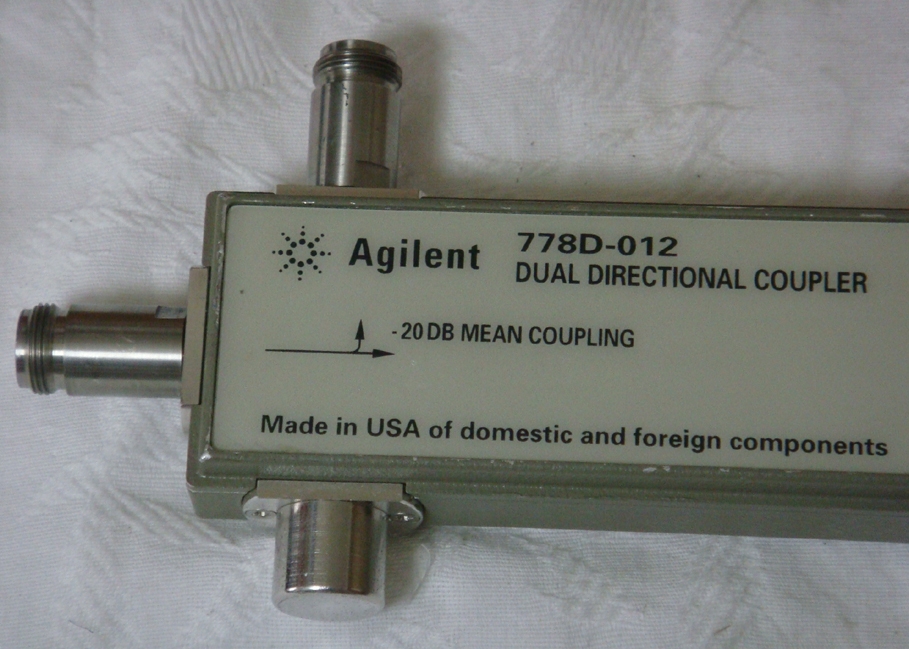 Agilent
778D-012
DUAL DIRECTIONAL COUPLER
-20 DB MEAN COUPLING
Made in USA of domestic and foreign components